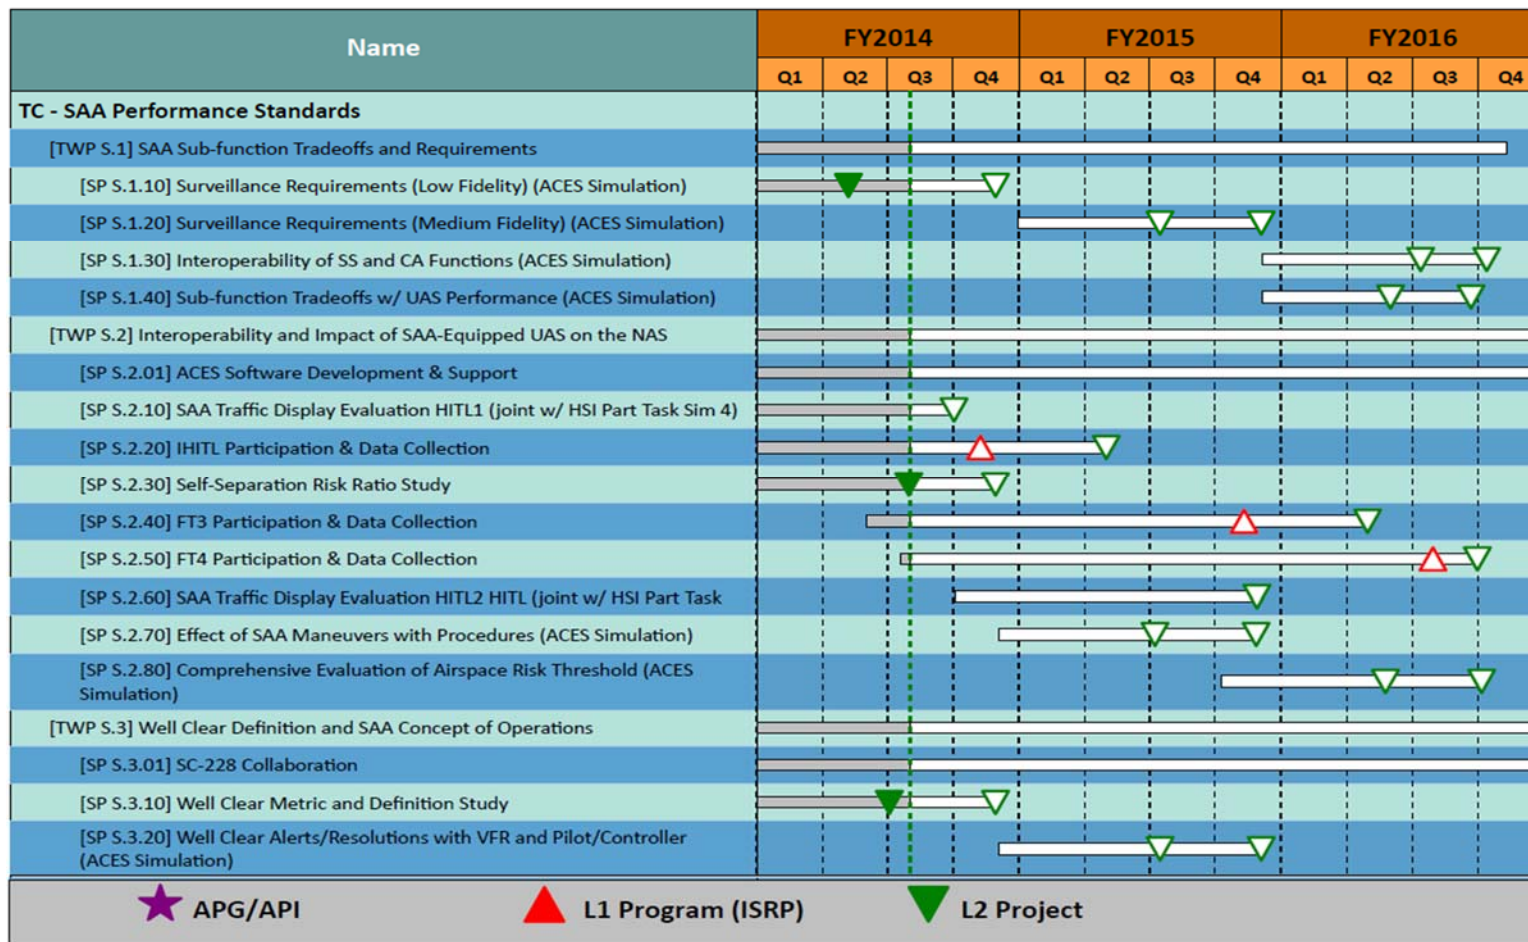 Name
FY2014 FY2015 FY2016
Q1 Q2 Q3 Q4 Q1 Q2 Q3 Q4 Q1 Q2 Q3 Q4
TC - SAA Performance Standards
[TWP S.1] SAA Sub-function Tradeoffs and Requirements
[SP S.1.10] Surveillance Requirements (Low Fidelity) (ACES Simulation)
[SP S.1.20] Surveillance Requirements (Medium Fidelity) (ACES Simulation)
[SP S.1.30] Interoperability of SS and CA Functions (ACES Simulation)
[SP S.1.40] Sub-function Tradeoffs w/ UAS Performance (ACES Simulation)
[TWP S.2] Interoperability and Impact of SAA-Equipped UAS on the NAS
[SP S.2.01] ACES Software Development & Support
[SP S.2.10] SAA Traffic Display Evaluation HITL1 (joint w/ HSI Part Task Sim 4)
[SP S.2.20] IHITL Participation & Data Collection
[SP S.2.30] Self-Separation Risk Ratio Study
[SP S.2.40] FT3 Participation & Data Collection
[SP S.2.50] FT4 Participation & Data Collection
[SP S.2.60] SAA Traffic Display Evaluation HITL2 HITL (joint w/ HSI Part Task
[SP S.2.70] Effect of SAA Maneuvers with Procedures (ACES Simulation)
[SP S.2.80] Comprehensive Evaluation of Airspace Risk Threshold (ACES
Simulation)
[TWP S.3] Well Clear Definition and SAA Concept of Operations
[SP S.3.01] SC-228 Collaboration
[SP S.3.10] Well Clear Metric and Definition Study
[SP S.3.20] Well Clear Alerts/Resolutions with VFR and Pilot/Controller
(ACES Simulation)
APG/API L1 Program (ISRP) L2 Project